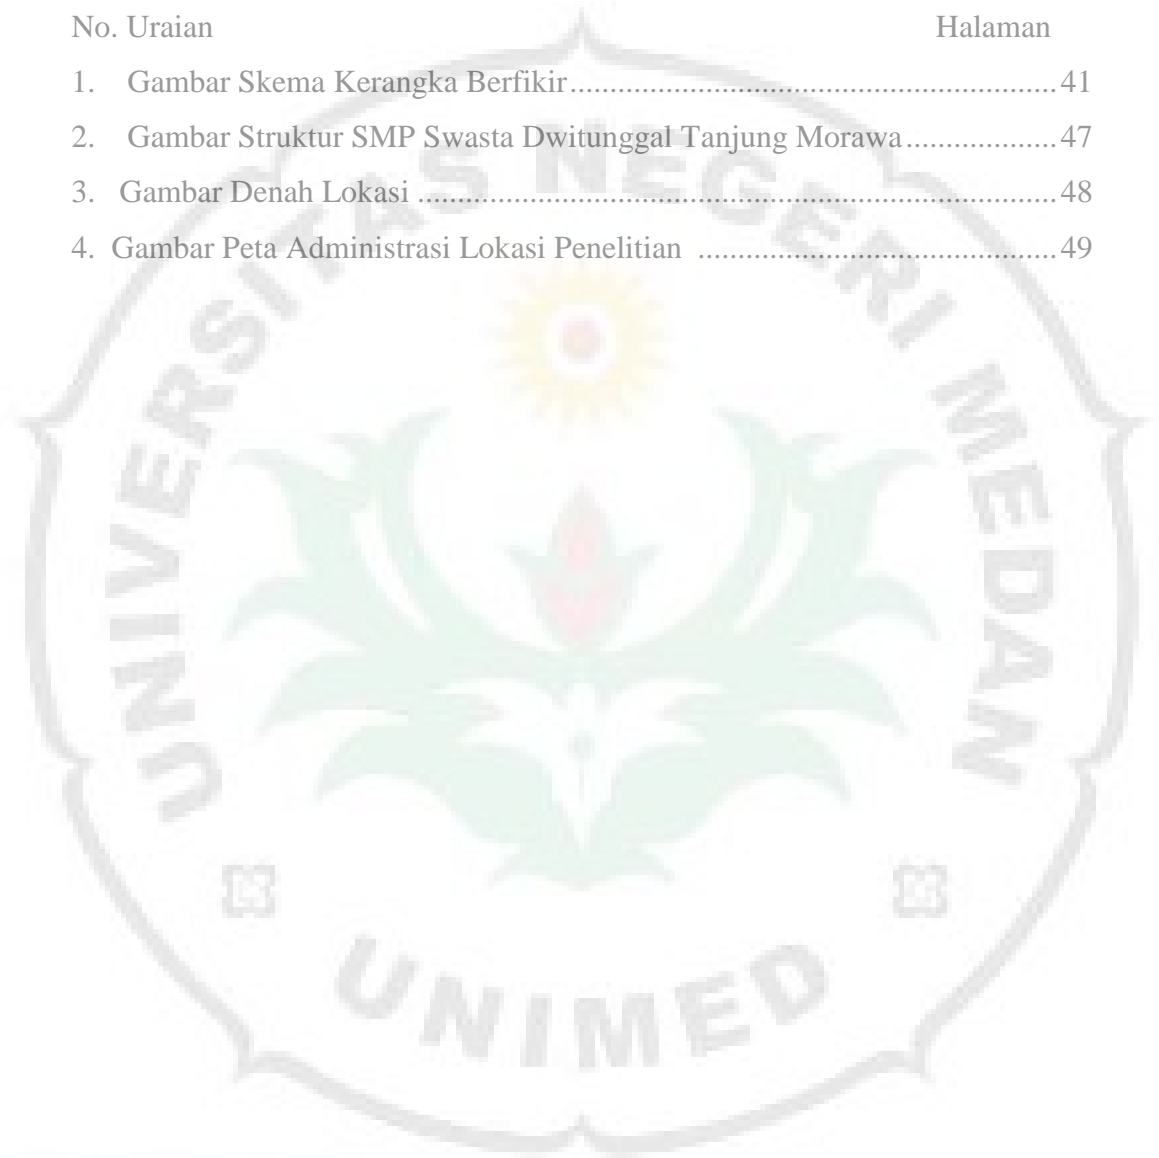 No. Uraian Halaman
1. Gambar Skema Kerangka Berfikir............................................................. 41
2. Gambar Struktur SMP Swasta Dwitunggal Tanjung Morawa................... 47
3. Gambar Denah Lokasi ................................................................................ 48
4. Gambar Peta Administrasi Lokasi Penelitian ............................................. 49
UNIVERSITAS NEGERI MEDAN
UNIMED